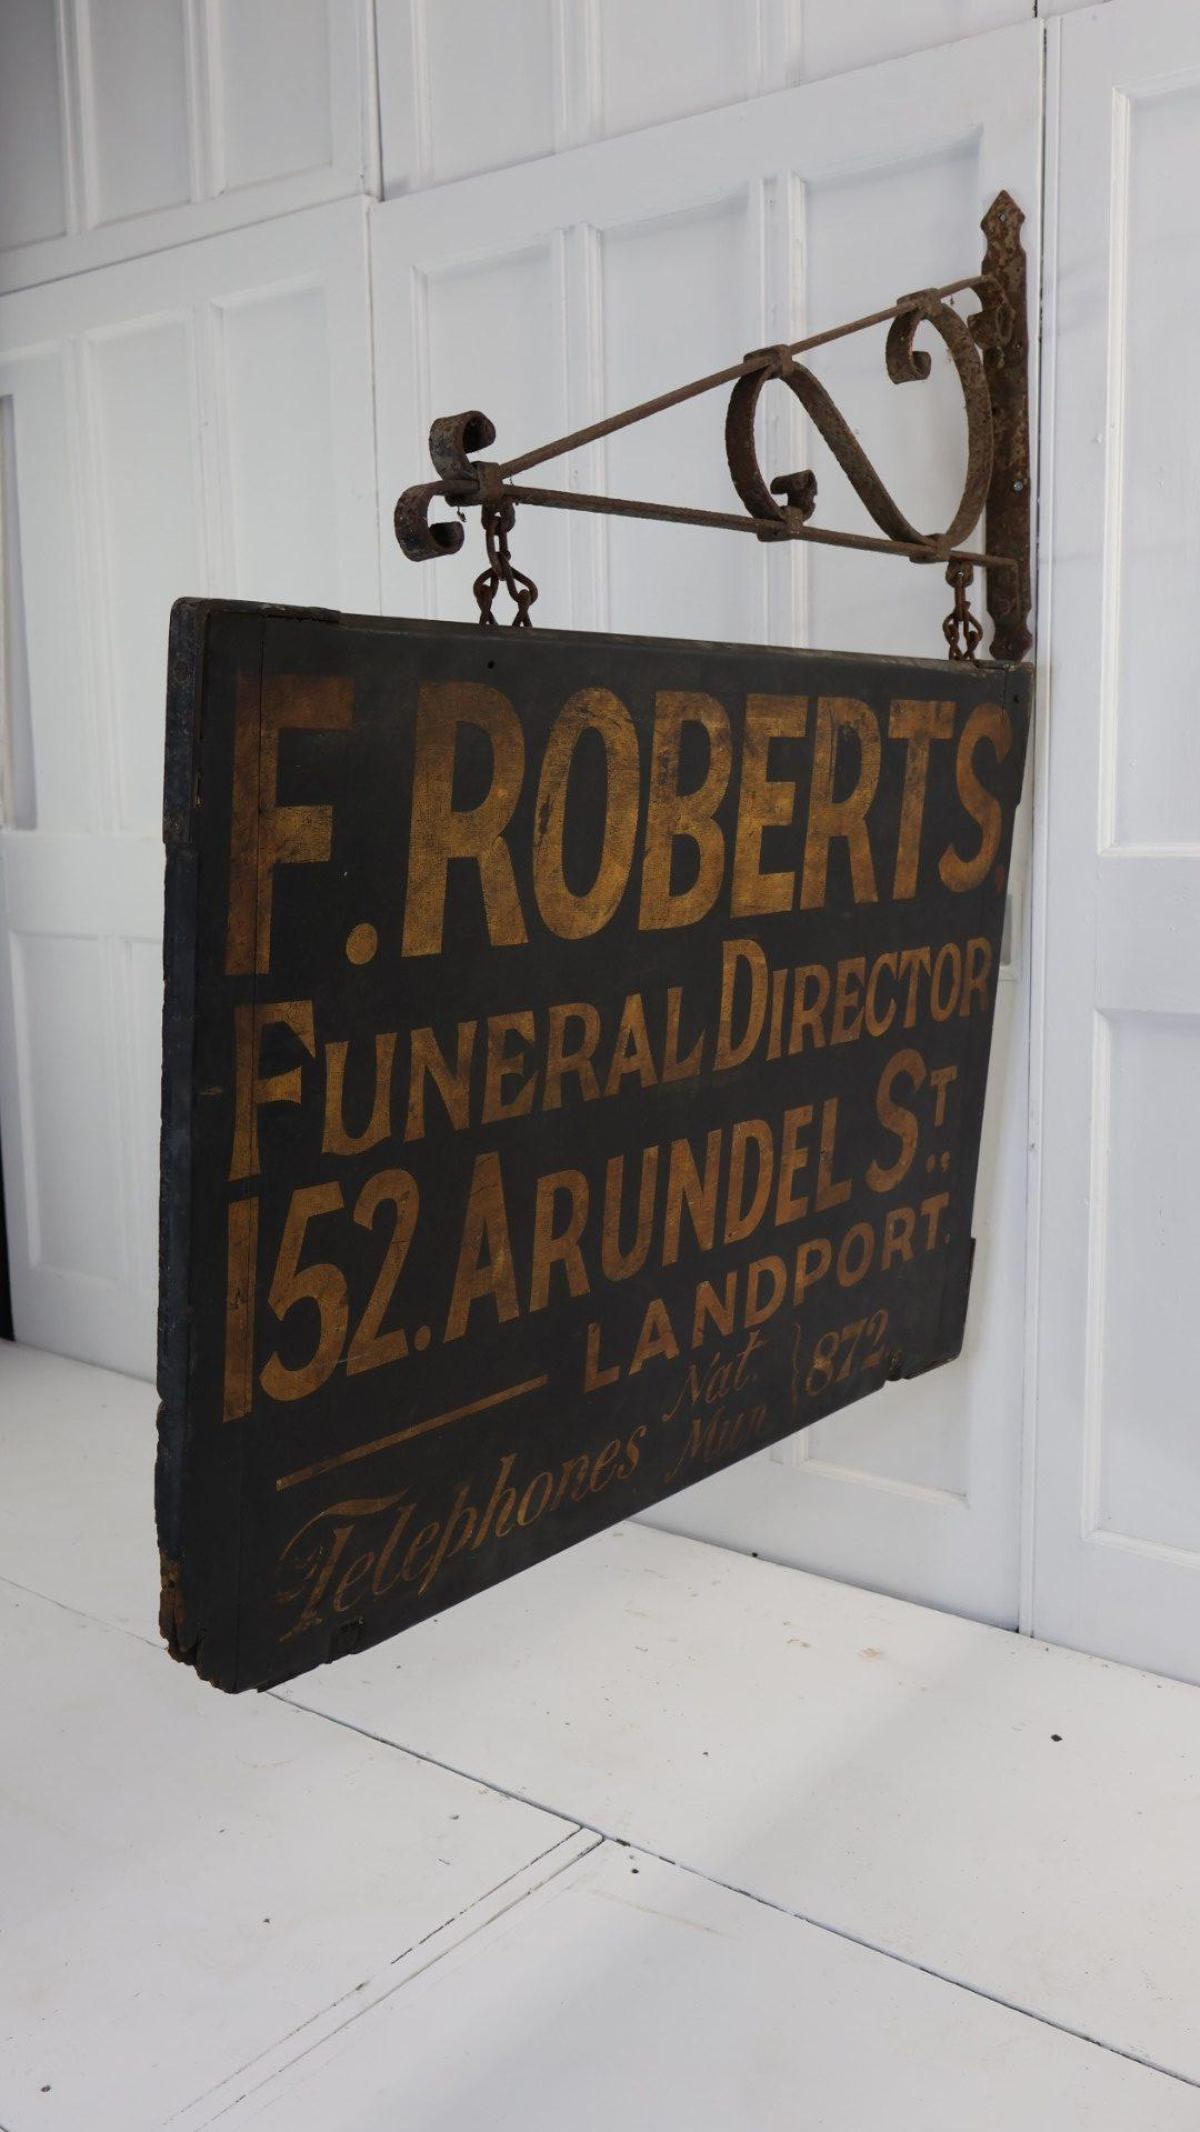 F. ROBERTS,
FUNERAL DIRECTOR
152. ARUNDEL ST.,
LANDPORT.
Telephones Nat. } 872.
Mun